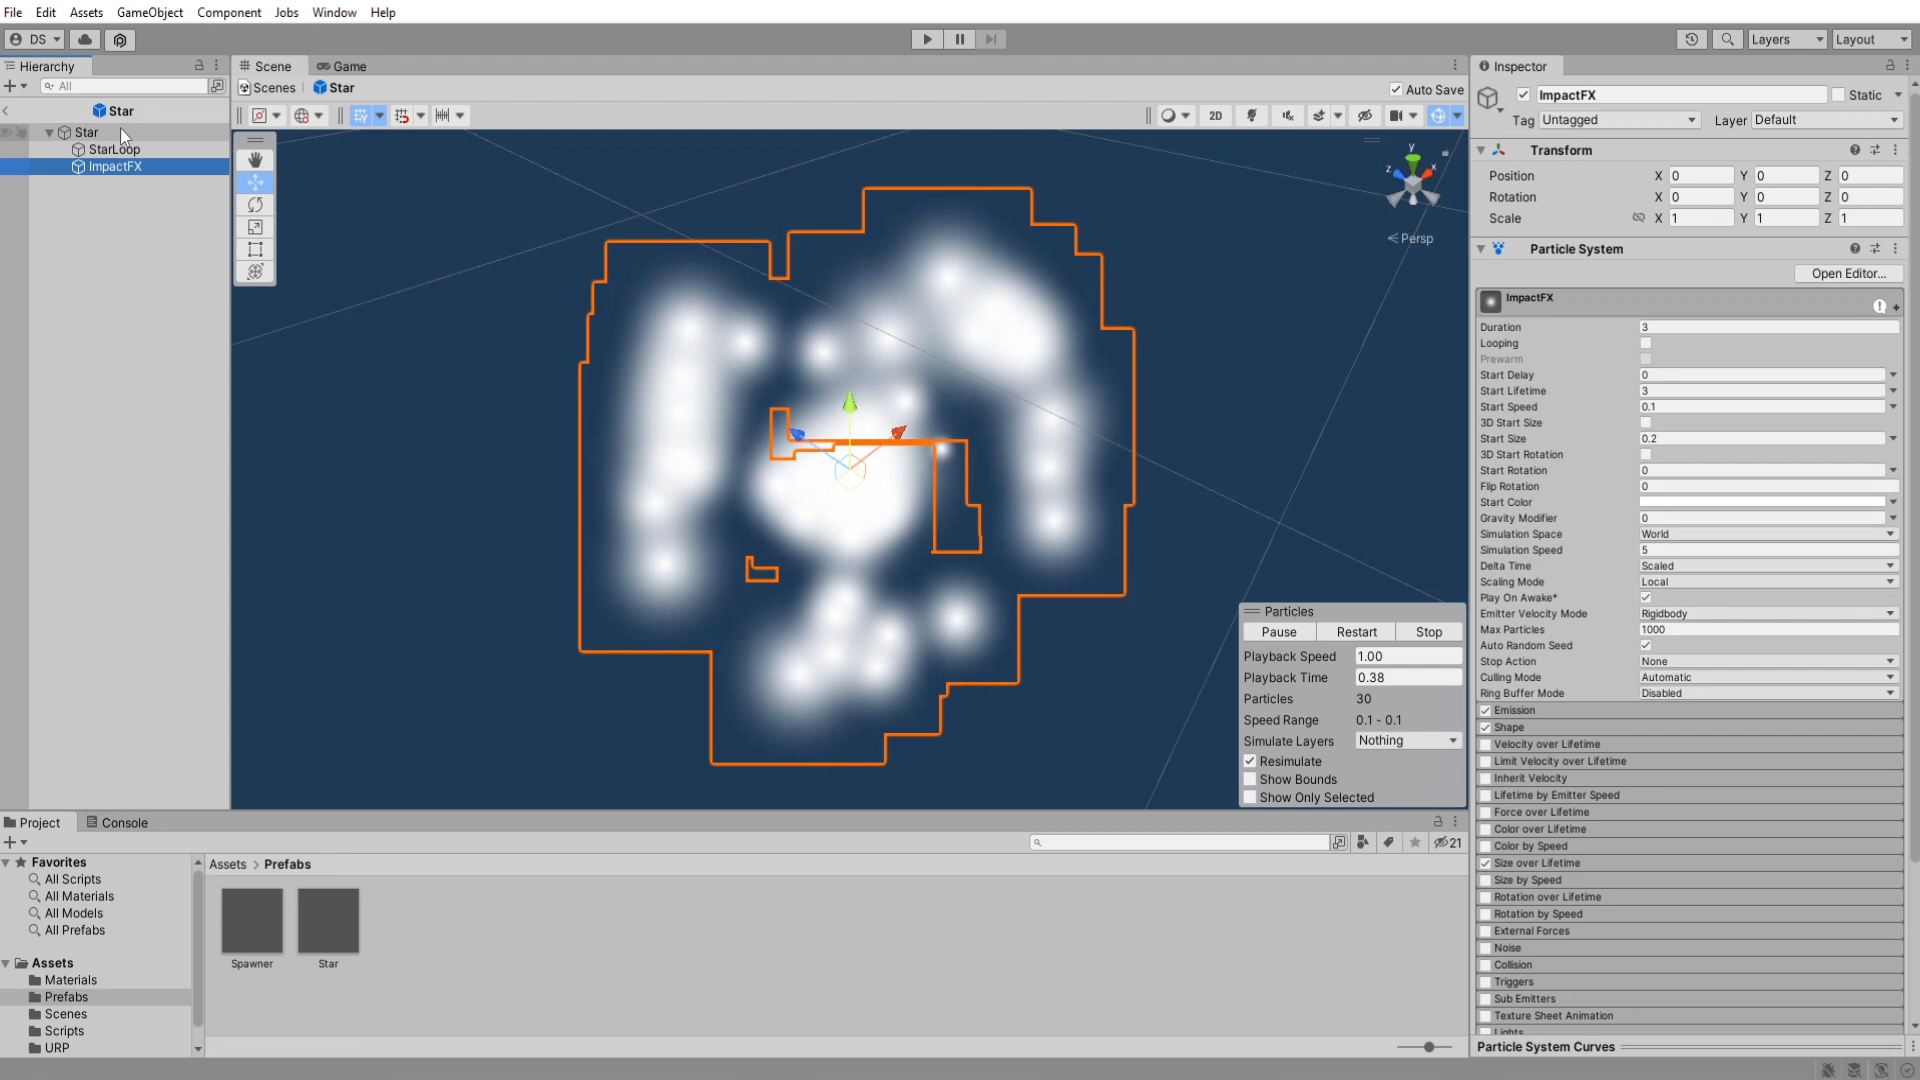 File Edit Assets GameObject Component Jobs Window Help
DS
Layers Layout
Hierarchy
All
Star
Star
StarLoop
ImpactFX
Scene Game
Scenes Star Auto Save
2D
y
x
z
Persp
Particles
Pause Restart Stop
Playback Speed 1.00
Playback Time 0.38
Particles 30
Speed Range 0.1 - 0.1
Simulate Layers Nothing
Resimulate
Show Bounds
Show Only Selected
Project Console
21
Favorites
All Scripts
All Materials
All Models
All Prefabs
Assets
Materials
Prefabs
Scenes
Scripts
URP
Assets > Prefabs
Spawner Star
Inspector
ImpactFX Static
Tag Untagged Layer Default
Transform
Position X 0 Y 0 Z 0
Rotation X 0 Y 0 Z 0
Scale X 1 Y 1 Z 1
Particle System
Open Editor...
ImpactFX
Duration 3
Looping
Prewarm
Start Delay 0
Start Lifetime 3
Start Speed 0.1
3D Start Size
Start Size 0.2
3D Start Rotation
Start Rotation 0
Flip Rotation 0
Start Color
Gravity Modifier 0
Simulation Space World
Simulation Speed 5
Delta Time Scaled
Scaling Mode Local
Play On Awake*
Emitter Velocity Mode Rigidbody
Max Particles 1000
Auto Random Seed
Stop Action None
Culling Mode Automatic
Ring Buffer Mode Disabled
Emission
Shape
Velocity over Lifetime
Limit Velocity over Lifetime
Inherit Velocity
Lifetime by Emitter Speed
Force over Lifetime
Color over Lifetime
Color by Speed
Size over Lifetime
Size by Speed
Rotation over Lifetime
Rotation by Speed
External Forces
Noise
Collision
Triggers
Sub Emitters
Texture Sheet Animation
Lights
Particle System Curves